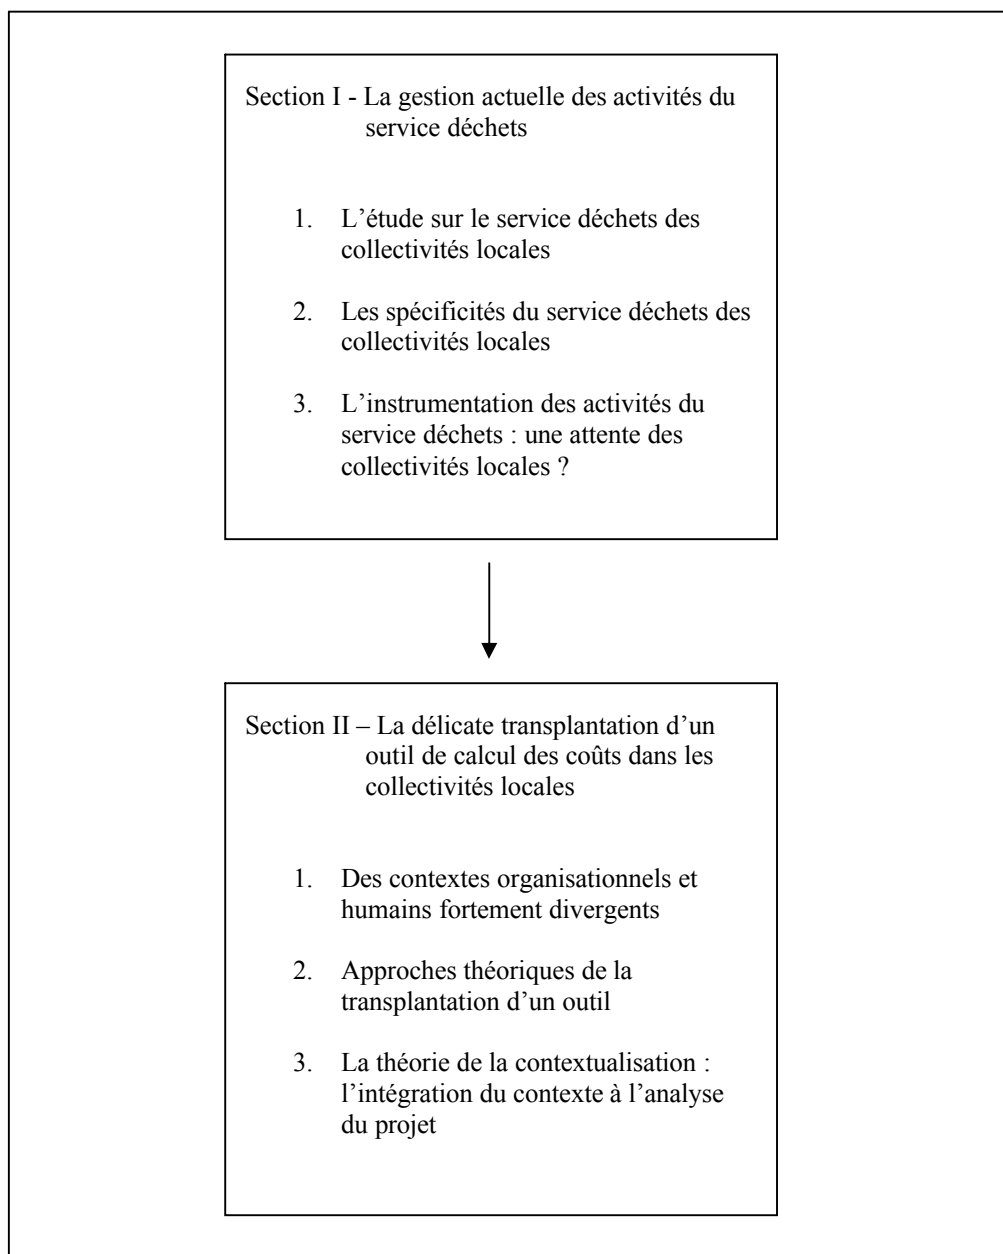 Section I - La gestion actuelle des activités du
service déchets
1. L’étude sur le service déchets des
collectivités locales
2. Les spécificités du service déchets des
collectivités locales
3. L’instrumentation des activités du
service déchets : une attente des
collectivités locales ?
Section II – La délicate transplantation d’un
outil de calcul des coûts dans les
collectivités locales
1. Des contextes organisationnels et
humains fortement divergents
2. Approches théoriques de la
transplantation d’un outil
3. La théorie de la contextualisation :
l’intégration du contexte à l’analyse
du projet